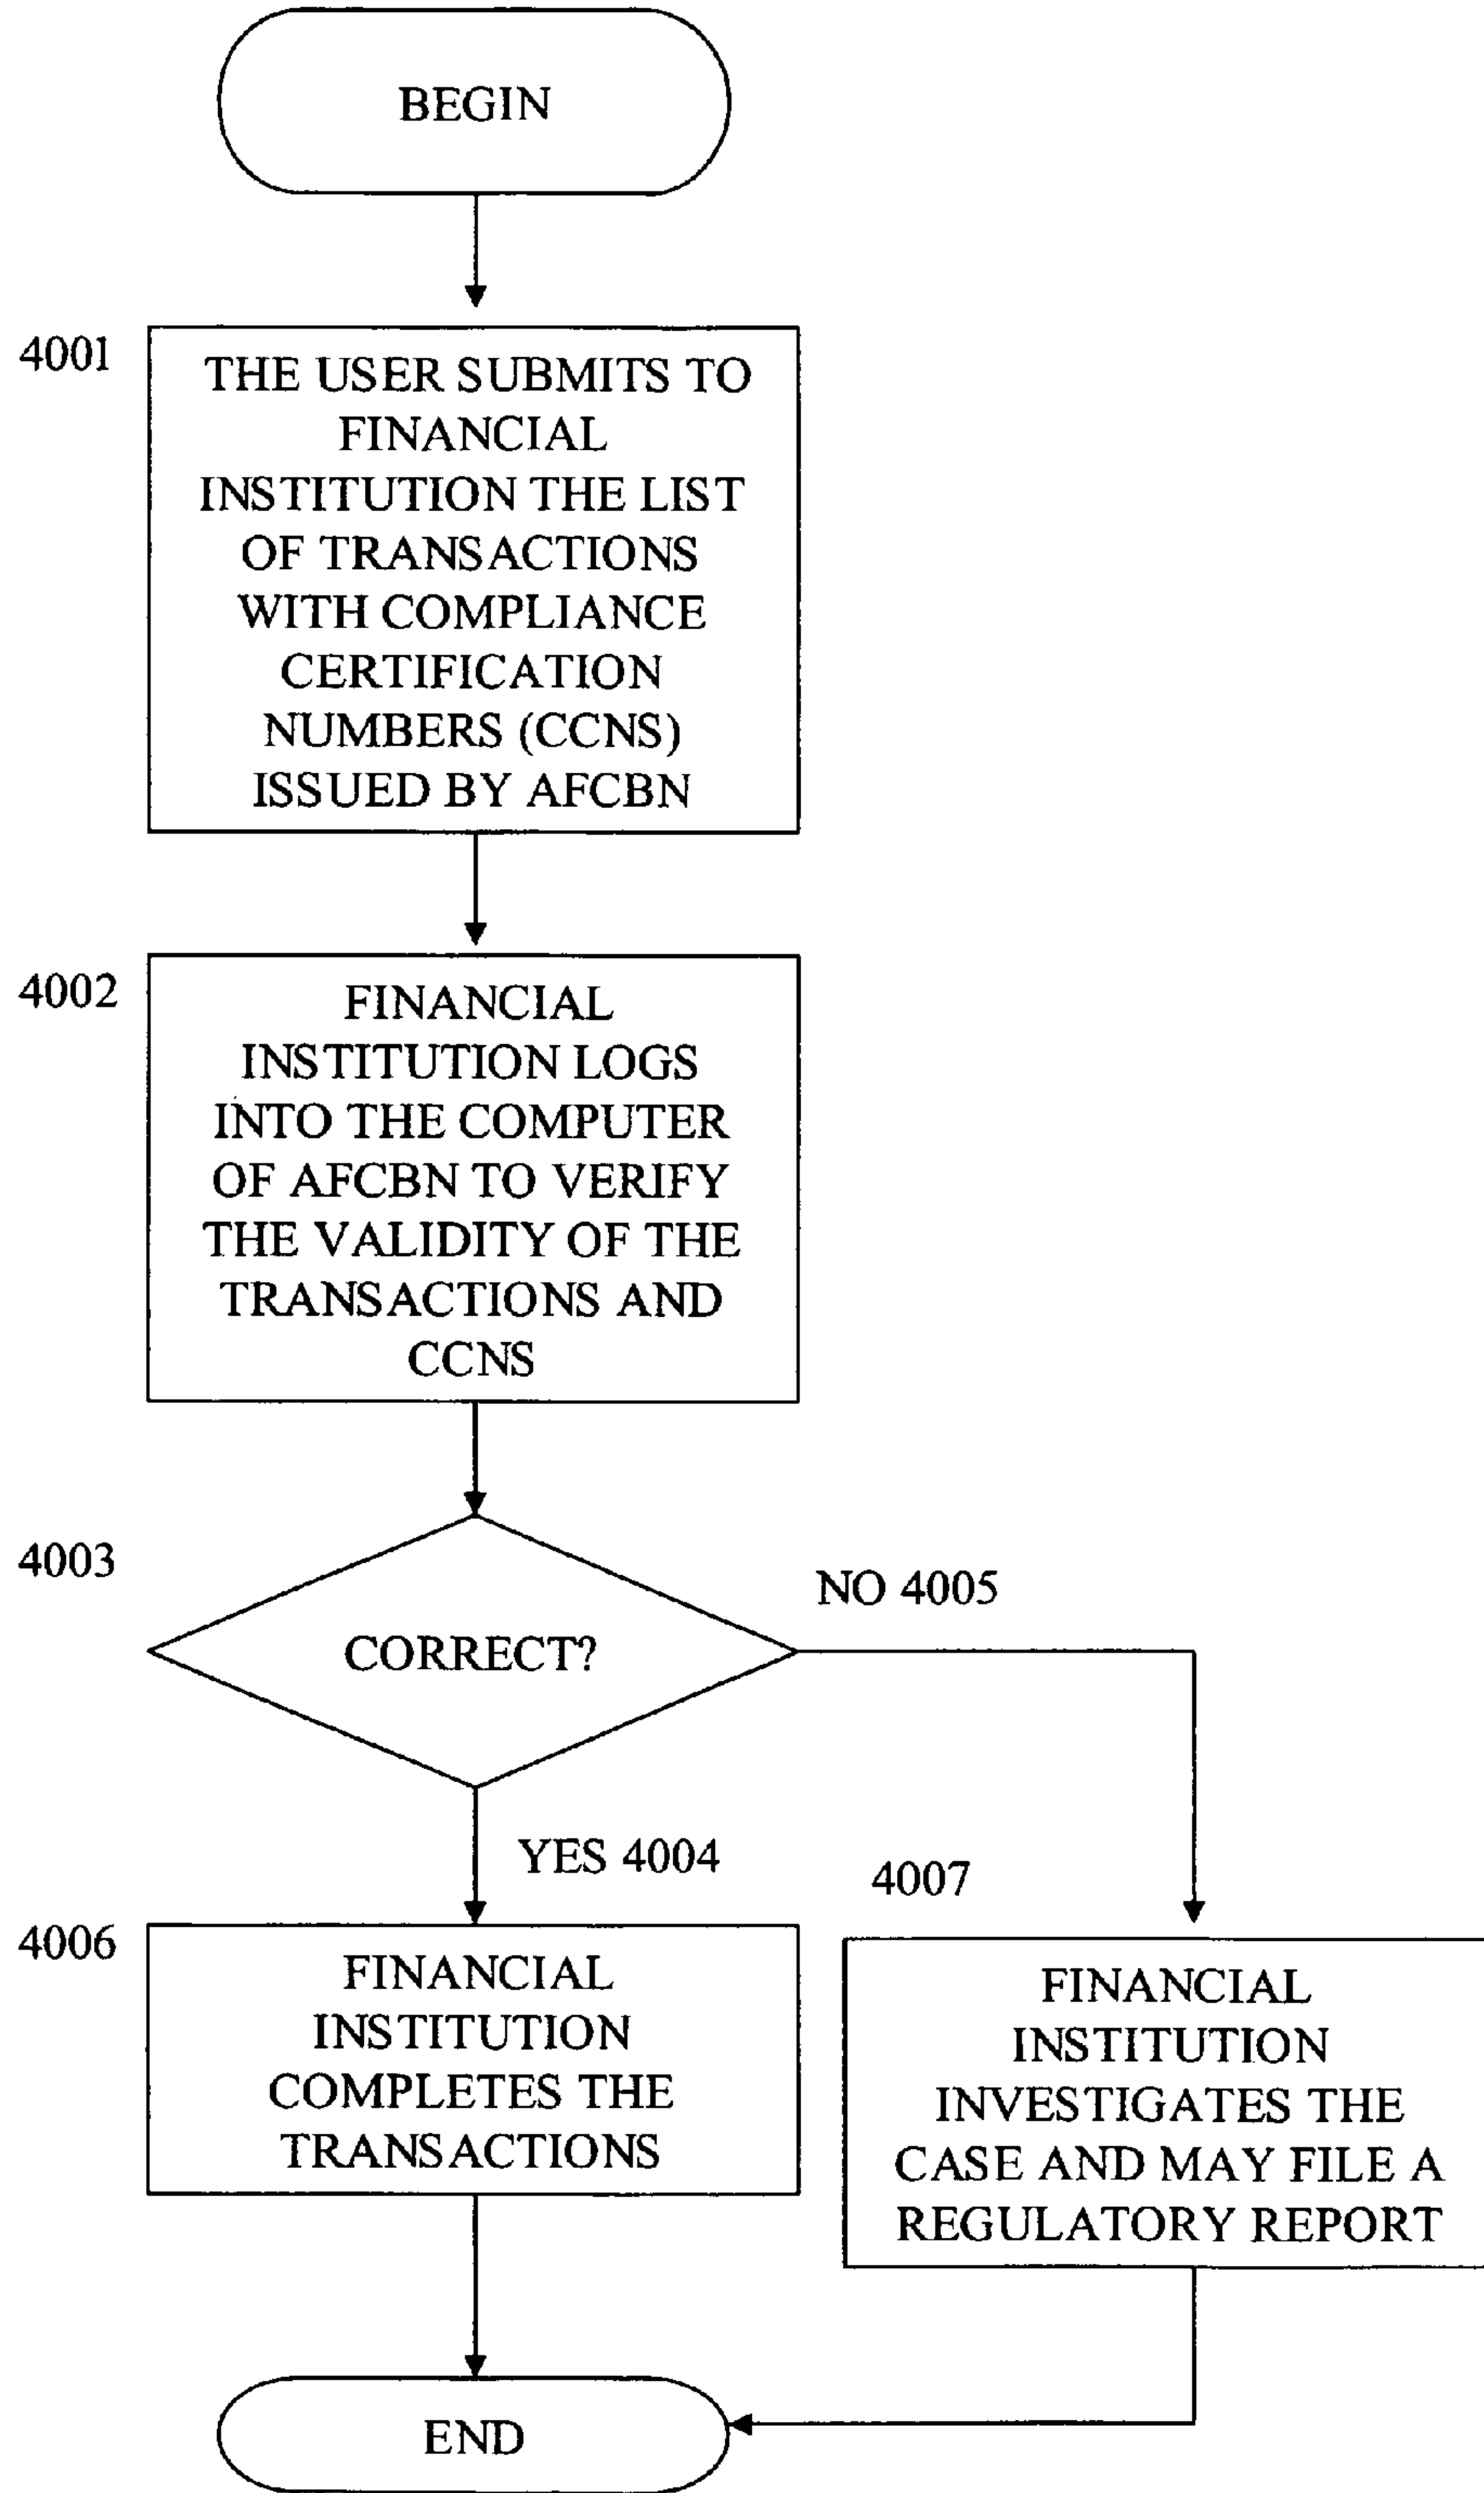 BEGIN
4001
THE USER SUBMITS TO
FINANCIAL
INSTITUTION THE LIST
OF TRANSACTIONS
WITH COMPLIANCE
CERTIFICATION
NUMBERS (CCNS)
ISSUED BY AFCBN
4002
FINANCIAL
INSTITUTION LOGS
INTO THE COMPUTER
OF AFCBN TO VERIFY
THE VALIDITY OF THE
TRANSACTIONS AND
CCNS
4003
CORRECT?
NO 4005
YES 4004
4006
FINANCIAL
INSTITUTION
COMPLETES THE
TRANSACTIONS
4007
FINANCIAL
INSTITUTION
INVESTIGATES THE
CASE AND MAY FILE A
REGULATORY REPORT
END